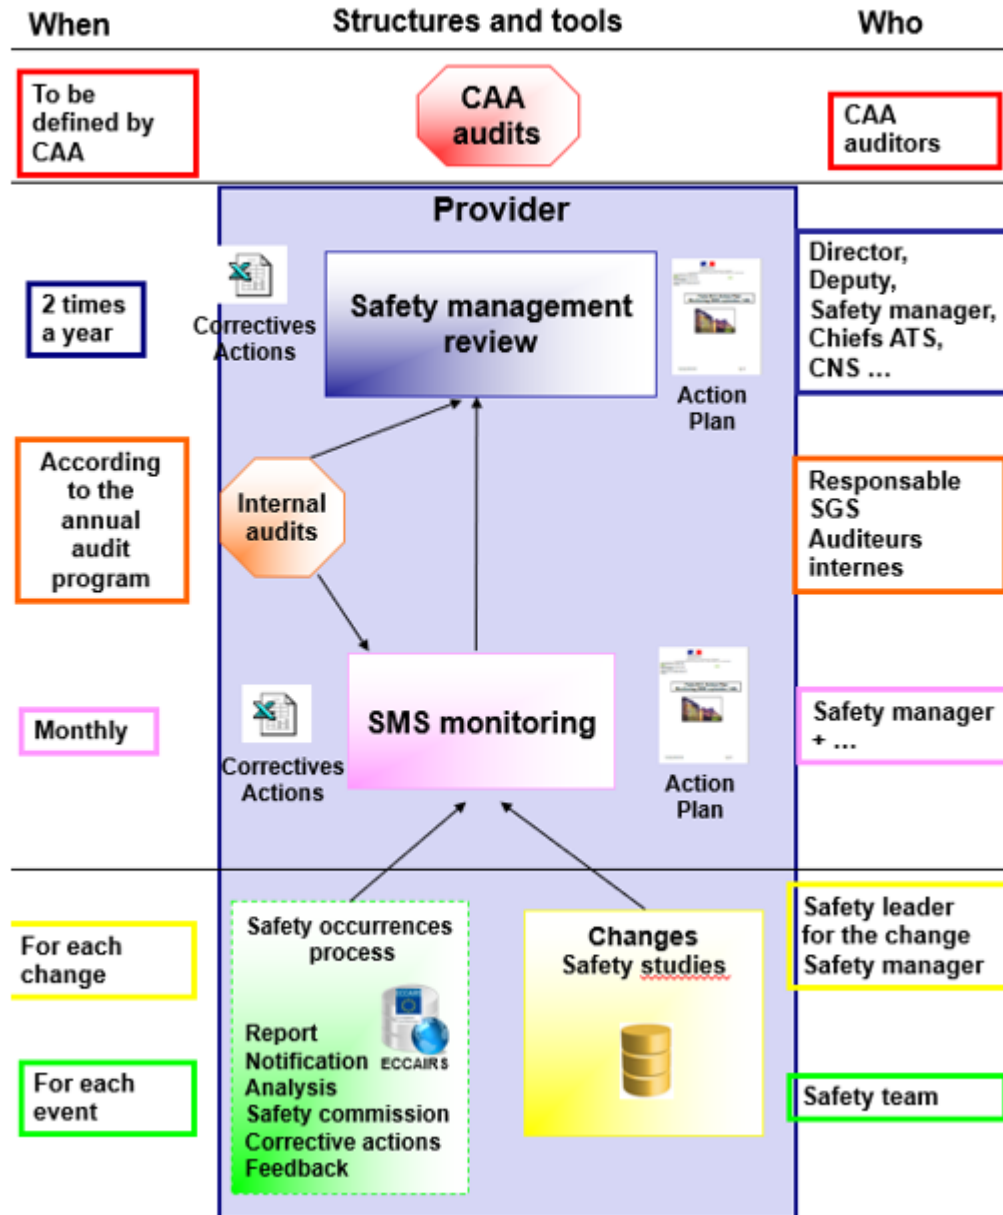 When
Structures and tools
Who
To be
defined by
CAA
CAA
audits
CAA
auditors
Provider
2 times
a year
Correctives
Actions
Safety management
review
Action
Plan
Director,
Deputy,
Safety manager,
Chiefs ATS,
CNS ...
According
to the
annual
audit
program
Internal
audits
Responsable
SGS
Auditeurs
internes
Monthly
Correctives
Actions
SMS monitoring
Action
Plan
Safety manager
+ ...
For each
change
Safety occurrences
process
ECCAIRS
Report
Notification
Analysis
Safety commission
Corrective actions
Feedback
ECCAIRS
Changes
Safety studies
Safety leader
for the change
Safety manager
For each
event
Safety team